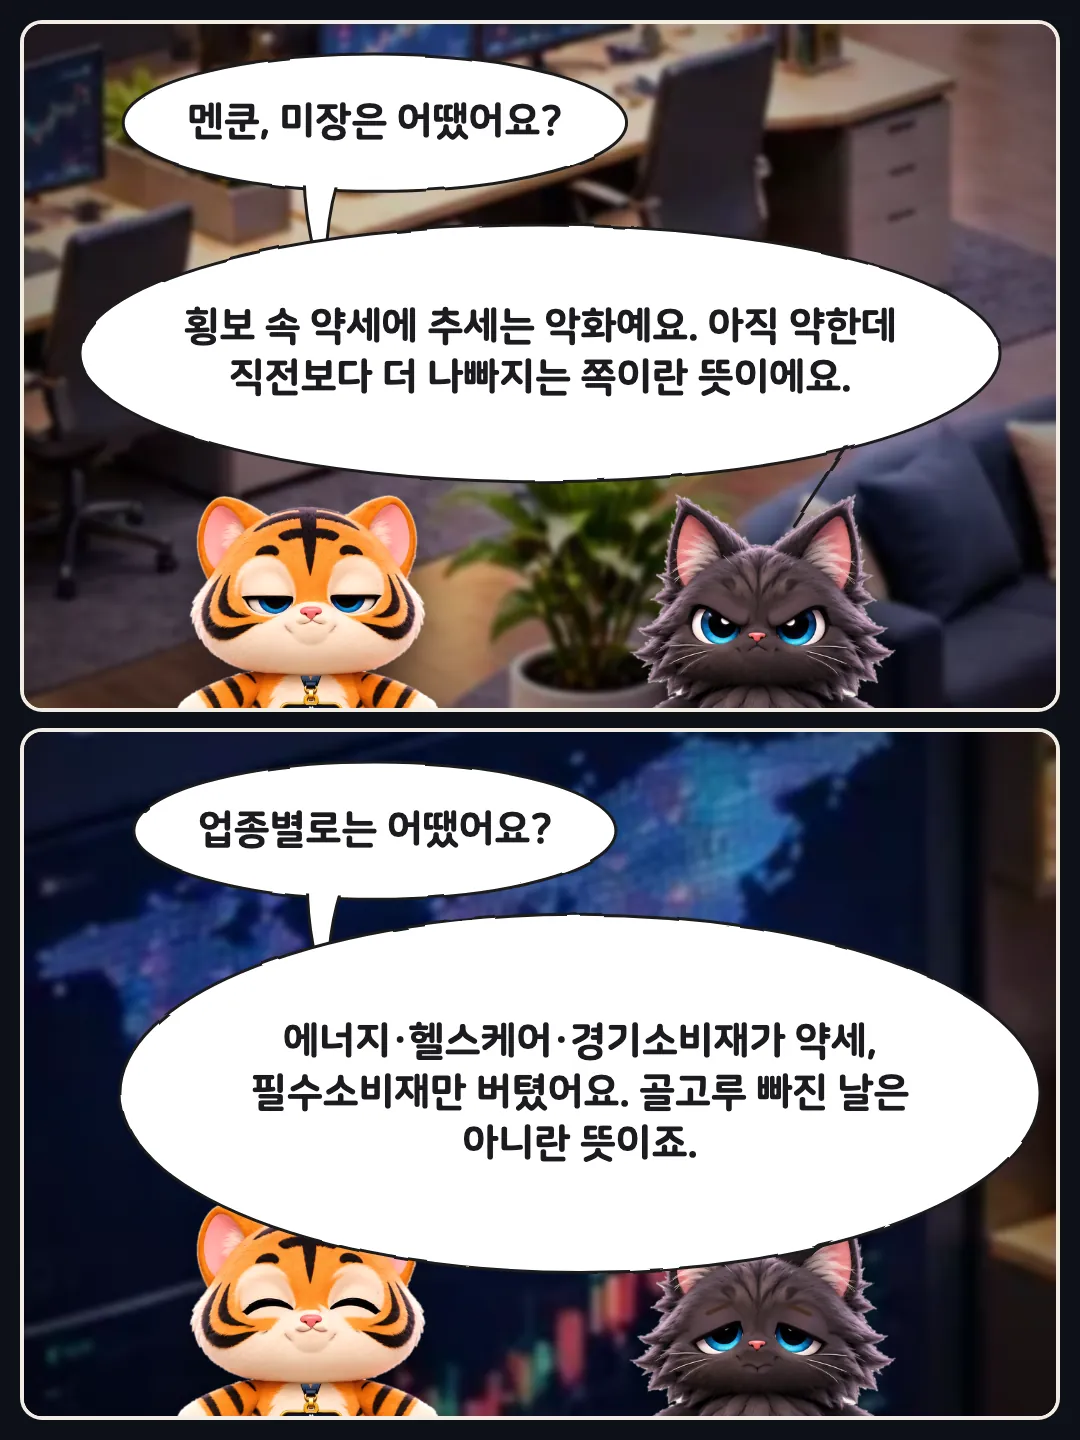 멘쿤, 미장은 어땠어요?
횡보 속 약세에 추세는 악화예요. 아직 약한데
직전보다 더 나빠지는 쪽이란 뜻이에요.
업종별로는 어땠어요?
에너지·헬스케어·경기소비재가 약세,
필수소비재만 버텼어요. 골고루 빠진 날은
아니란 뜻이죠.